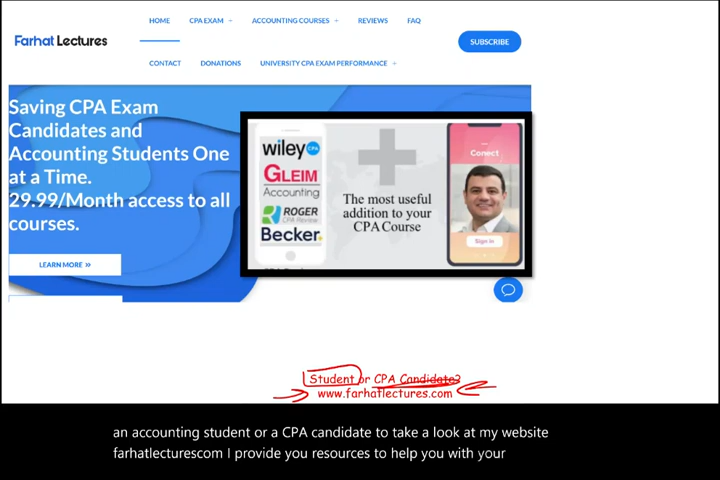 HOME CPA EXAM + ACCOUNTING COURSES + REVIEWS FAQ
Farhat Lectures
SUBSCRIBE
CONTACT DONATIONS UNIVERSITY CPA EXAM PERFORMANCE +
Saving CPA Exam
Candidates and
Accounting Students One
at a Time.
29.99/Month access to all
courses.
LEARN MORE »
wiley CPA
GLEIM
Accounting
ROGER
CPA Review
Becker.
The most useful
addition to your
CPA Course
Conect
Sign in
Student or CPA Candidate?
www.farhatlectures.com
an accounting student or a CPA candidate to take a look at my website
farhatlecturescom I provide you resources to help you with your